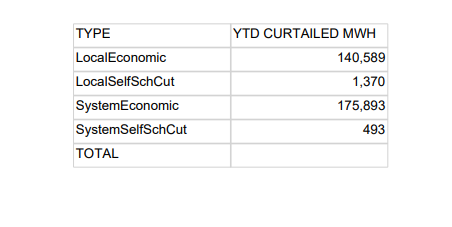 TYPE YTD CURTAILED MWH
LocalEconomic 140,589
LocalSelfSchCut 1,370
SystemEconomic 175,893
SystemSelfSchCut 493
TOTAL